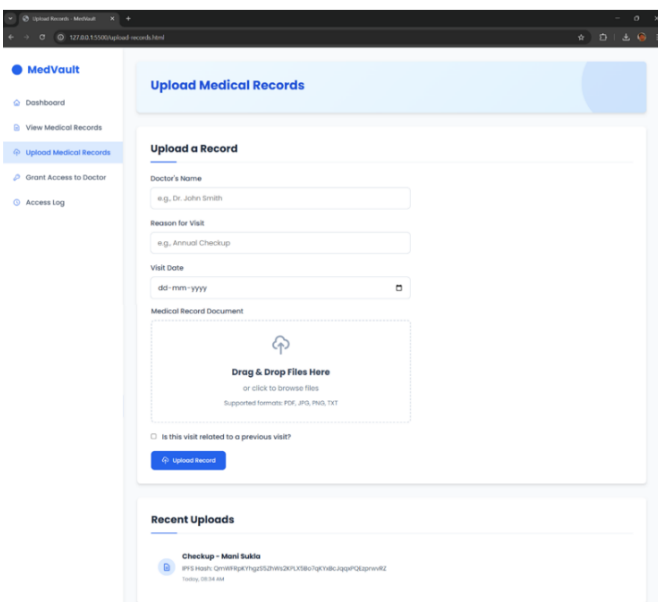 Upload Records - MedVault
127.0.0.1:5500/upload-records.html
MedVault
Dashboard
View Medical Records
Upload Medical Records
Grant Access to Doctor
Access Log
Upload Medical Records
Upload a Record
Doctor's Name
e.g., Dr. John Smith
Reason for Visit
e.g., Annual Checkup
Visit Date
dd-mm-yyyy
Medical Record Document
Drag & Drop Files Here
or click to browse files
Supported formats: PDF, JPG, PNG, TXT
Is this visit related to a previous visit?
Upload Record
Recent Uploads
Checkup - Mani Sukla
IPFS Hash:
Today, 08:34 AM